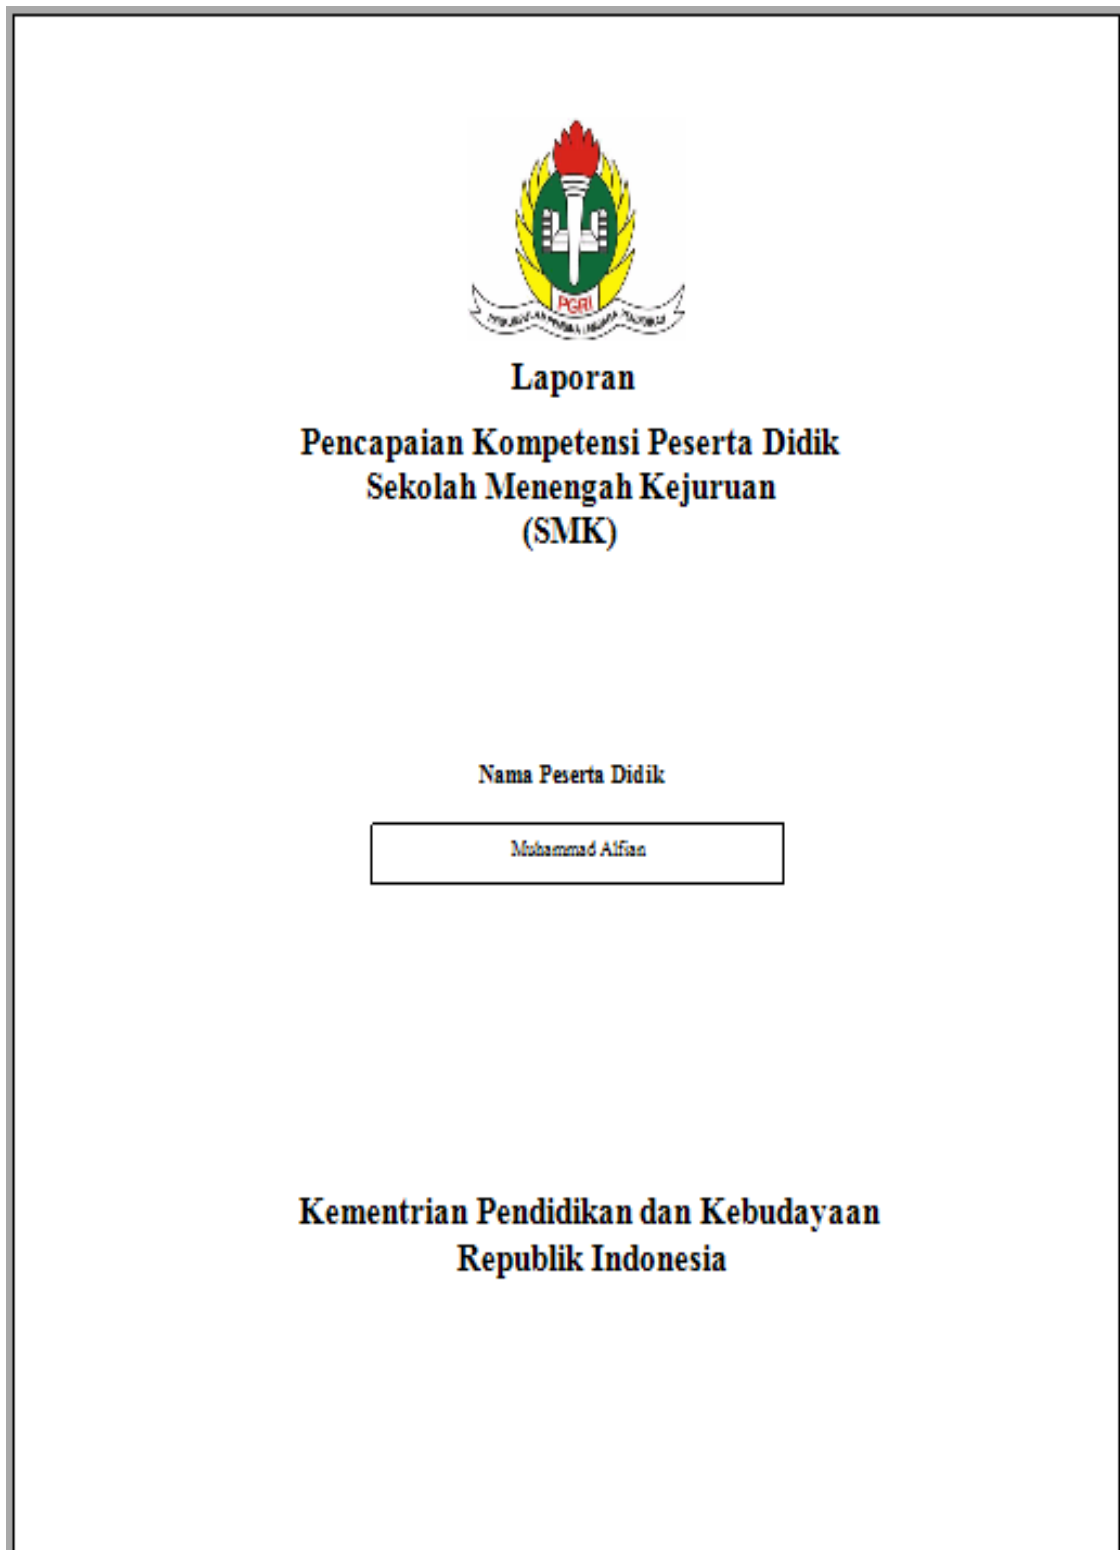 PGRI
Laporan
Pencapaian Kompetensi Peserta Didik
Sekolah Menengah Kejuruan
(SMK)
Nama Peserta Didik
Muhammad Alfian
Kementrian Pendidikan dan Kebudayaan
Republik Indonesia